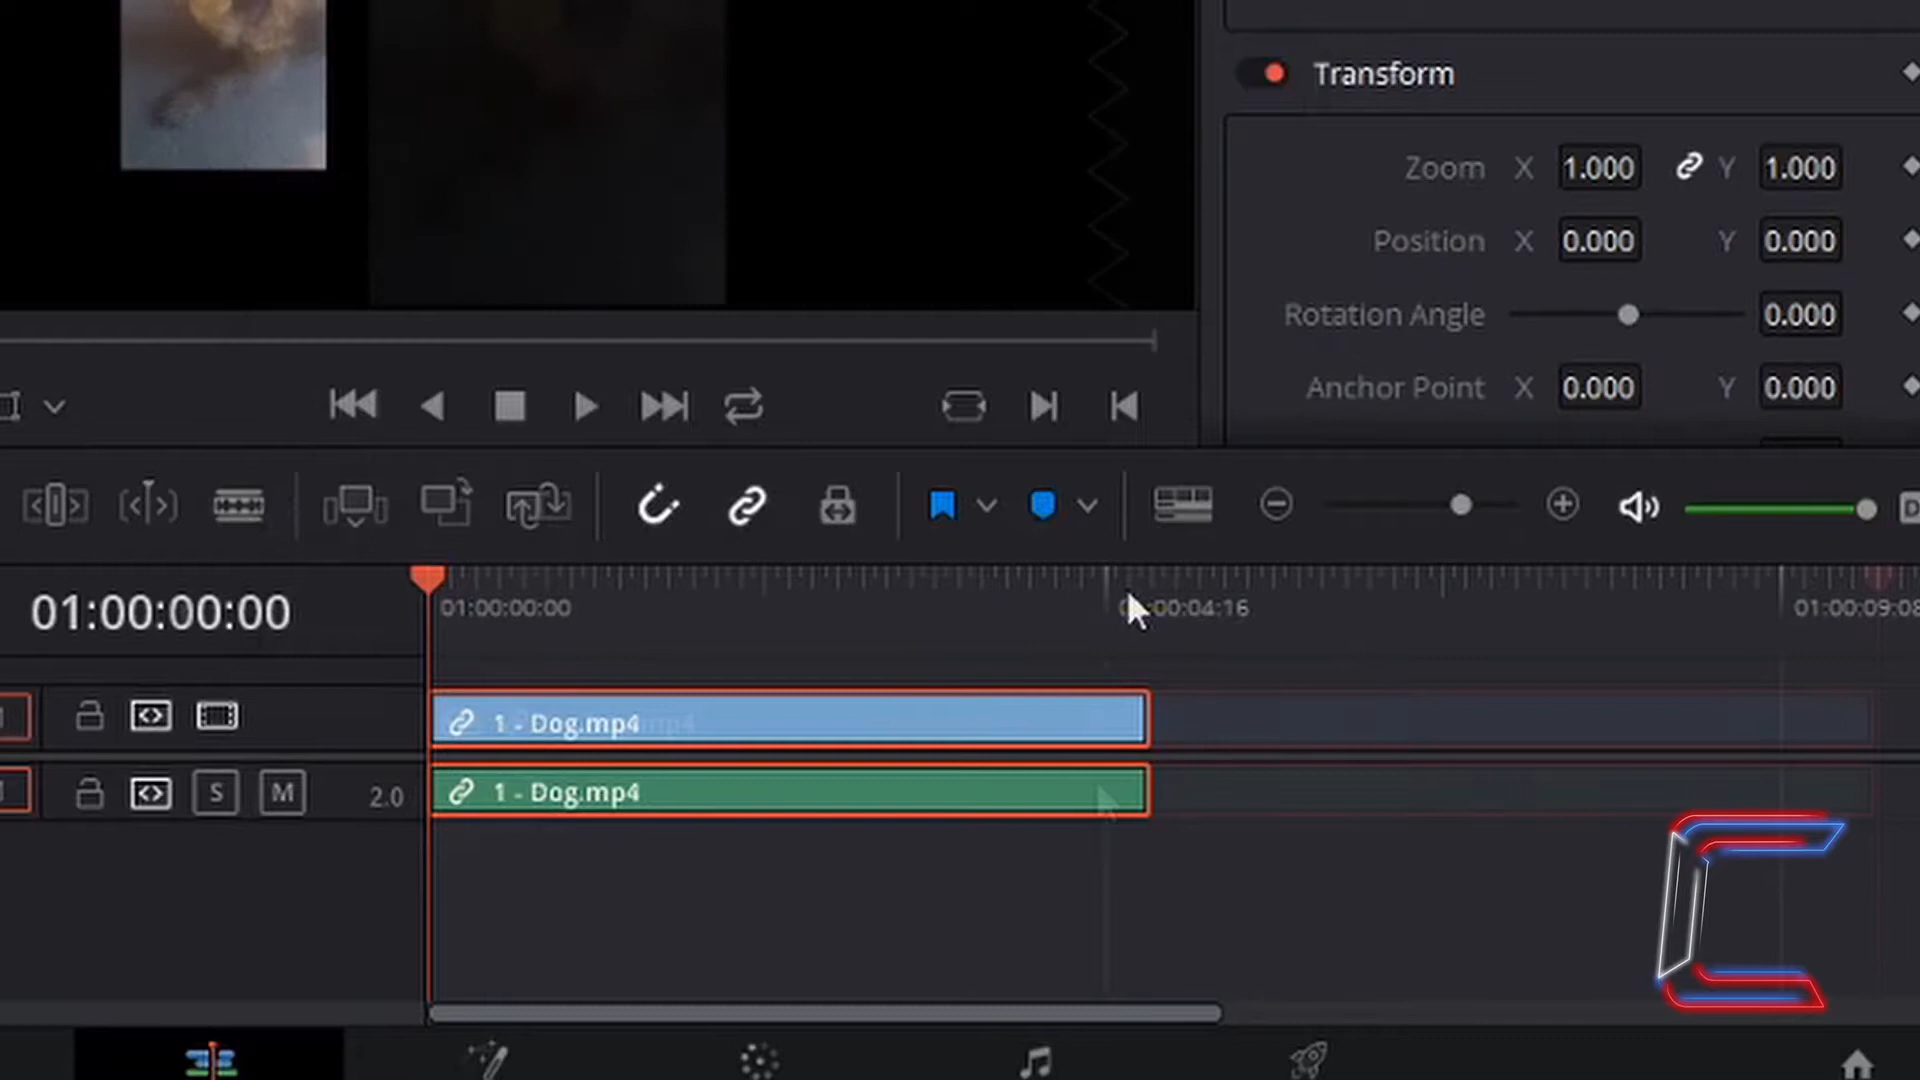 Transform
Zoom X 1.000 Y 1.000
Position X 0.000 Y 0.000
Rotation Angle 0.000
Anchor Point X 0.000 Y 0.000
01:00:00:00
01:00:00:00
:00:04:16
01:00:09:08
1 - Dog.mp4
S M 2.0
1 - Dog.mp4